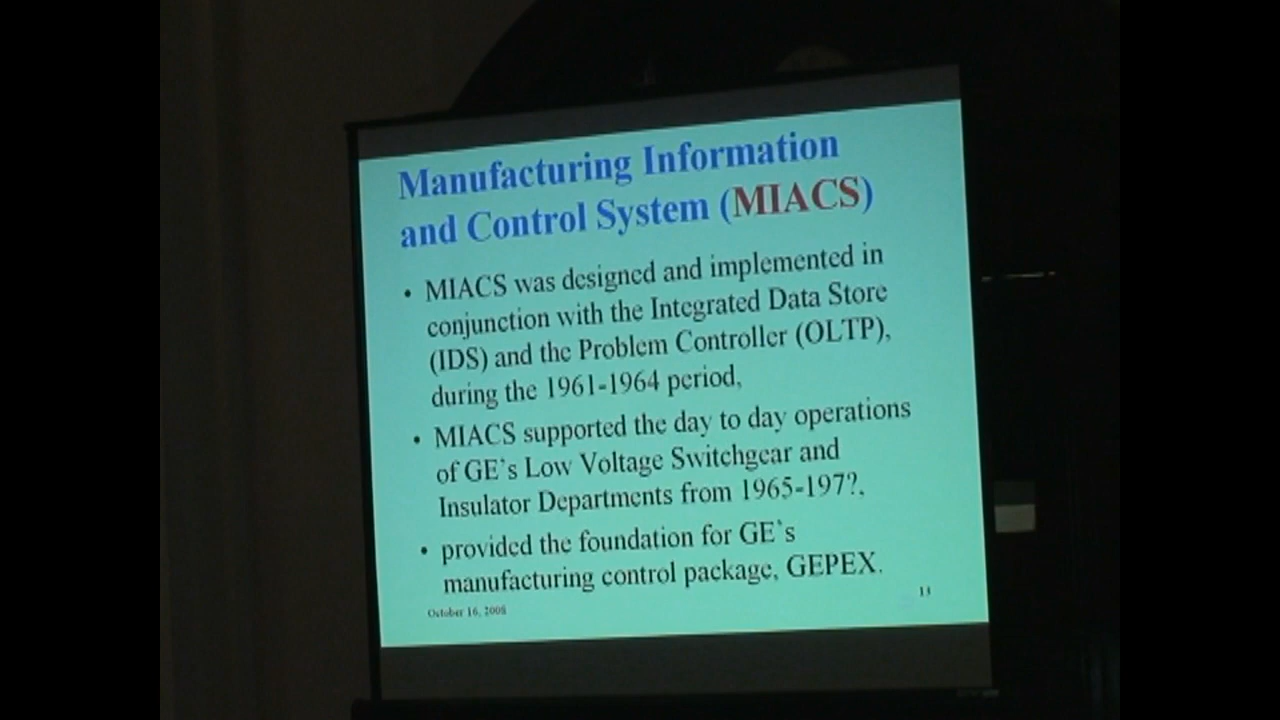 Manufacturing Information
and Control System (MIACS)
• MIACS was designed and implemented in
conjunction with the Integrated Data Store
(IDS) and the Problem Controller (OLTP),
during the 1961-1964 period,
• MIACS supported the day to day operations
of GE's Low Voltage Switchgear and
Insulator Departments from 1965-197?,
• provided the foundation for GE's
manufacturing control package, GEPEX.
October 16, 2008